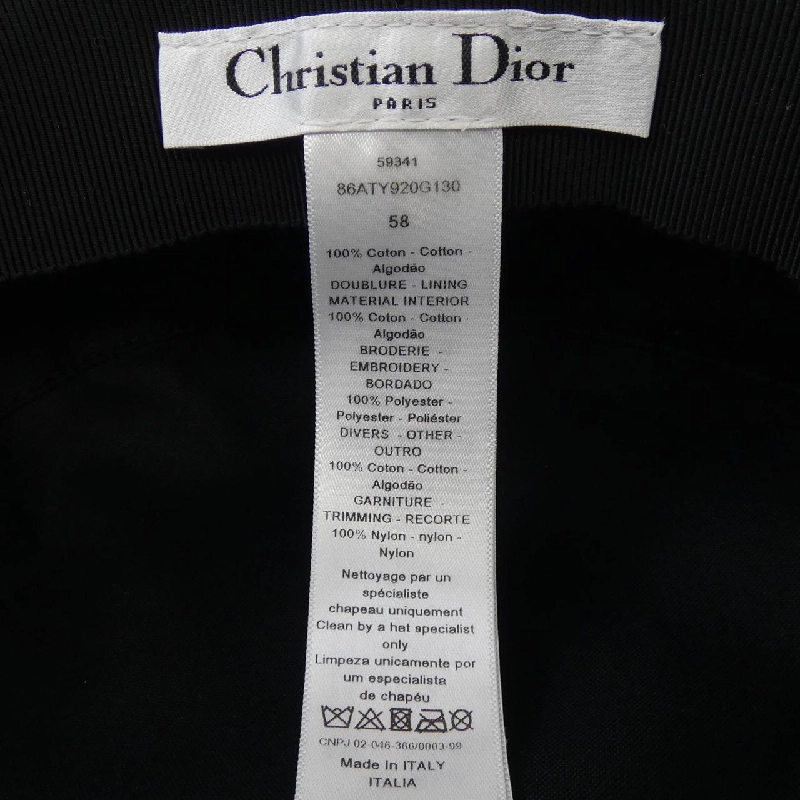 Christian Dior
PARIS
59341
86ATY920G130
58
100% Coton - Cotton -
Algodão
DOUBLURE - LINING
MATERIAL INTERIOR
100% Coton - Cotton -
Algodão
BRODERIE -
EMBROIDERY -
BORDADO
100% Polyester -
Polyester - Poliéster
DIVERS - OTHER -
OUTRO
100% Coton - Cotton -
Algodão
GARNITURE -
TRIMMING - RECORTE
100% Nylon - nylon -
Nylon
Nettoyage par un
spécialiste
chapeau uniquement
Clean by a hat specialist
only
Limpeza unicamente por
um especialista
de chapéu
CNPJ 02-046-366/0003-99
Made in ITALY
ITALIA